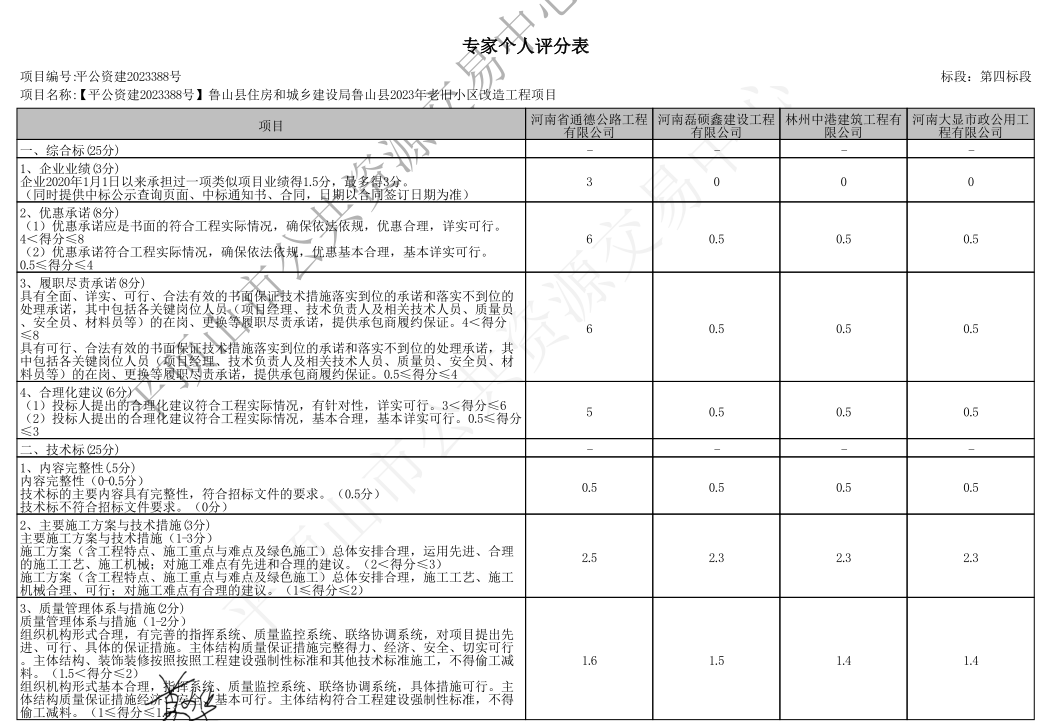 专家个人评分表
项目编号:平公资建2023388号 标段：第四标段
项目名称:【平公资建2023388号】鲁山县住房和城乡建设局鲁山县2023年老旧小区改造工程项目
项目 河南省通德公路工程有限公司 河南磊硕鑫建设工程有限公司 林州中港建筑工程有限公司 河南大显市政公用工程有限公司
一、综合标(25分) － － － －
1、企业业绩(3分)
企业2020年1月1日以来承担过一项类似项目业绩得1.5分，最多得3分。
（同时提供中标公示查询页面、中标通知书、合同，日期以合同签订日期为准）
3 0 0 0
2、优惠承诺(8分)
（1）优惠承诺应是书面的符合工程实际情况，确保依法依规，优惠合理，详实可行。
4＜得分≤8
（2）优惠承诺符合工程实际情况，确保依法依规，优惠基本合理，基本详实可行。
0.5≤得分≤4
6 0.5 0.5 0.5
3、履职尽责承诺(8分)
具有全面、详实、可行、合法有效的书面保证技术措施落实到位的承诺和落实不到位的
处理承诺，其中包括各关键岗位人员（项目经理、技术负责人及相关技术人员、质量员
、安全员、材料员等）的在岗、更换等履职尽责承诺，提供承包商履约保证。4＜得分
≤8
具有可行、合法有效的书面保证技术措施落实到位的承诺和落实不到位的处理承诺，其
中包括各关键岗位人员（项目经理、技术负责人及相关技术人员、质量员、安全员、材
料员等）的在岗、更换等履职尽责承诺，提供承包商履约保证。0.5≤得分≤4
6 0.5 0.5 0.5
4、合理化建议(6分)
（1）投标人提出的合理化建议符合工程实际情况，有针对性，详实可行。3＜得分≤6
（2）投标人提出的合理化建议符合工程实际情况，基本合理，基本详实可行。0.5≤得分
≤3
5 0.5 0.5 0.5
二、技术标(25分) － － － －
1、内容完整性(.5分)
内容完整性（0-0.5分）
技术标的主要内容具有完整性，符合招标文件的要求。（0.5分）
技术标不符合招标文件要求。（0分）
0.5 0.5 0.5 0.5
2、主要施工方案与技术措施(3分)
主要施工方案与技术措施（1-3分）
施工方案（含工程特点、施工重点与难点及绿色施工）总体安排合理，运用先进、合理
的施工工艺、施工机械；对施工难点有先进和合理的建议。（2＜得分≤3）
施工方案（含工程特点、施工重点与难点及绿色施工）总体安排合理，施工工艺、施工
机械合理、可行；对施工难点有合理的建议。（1≤得分≤2）
2.5 2.3 2.3 2.3
3、质量管理体系与措施(2分)
质量管理体系与措施（1-2分）
组织机构形式合理，有完善的指挥系统、质量监控系统、联络协调系统，对项目提出先
进、可行、具体的保证措施。主体结构质量保证措施完整得力、经济、安全、切实可行
。主体结构、装饰装修按照按照工程建设强制性标准和其他技术标准施工，不得偷工减
料。（1.5＜得分≤2）
组织机构形式基本合理，指挥系统、质量监控系统、联络协调系统，具体措施可行。主
体结构质量保证措施经济、安全、基本可行。主体结构符合工程建设强制性标准，不得
偷工减料。（1≤得分≤1
1.6 1.5 1.4 1.4
平顶山市公共资源交易中心
平顶山市公共资源交易中心